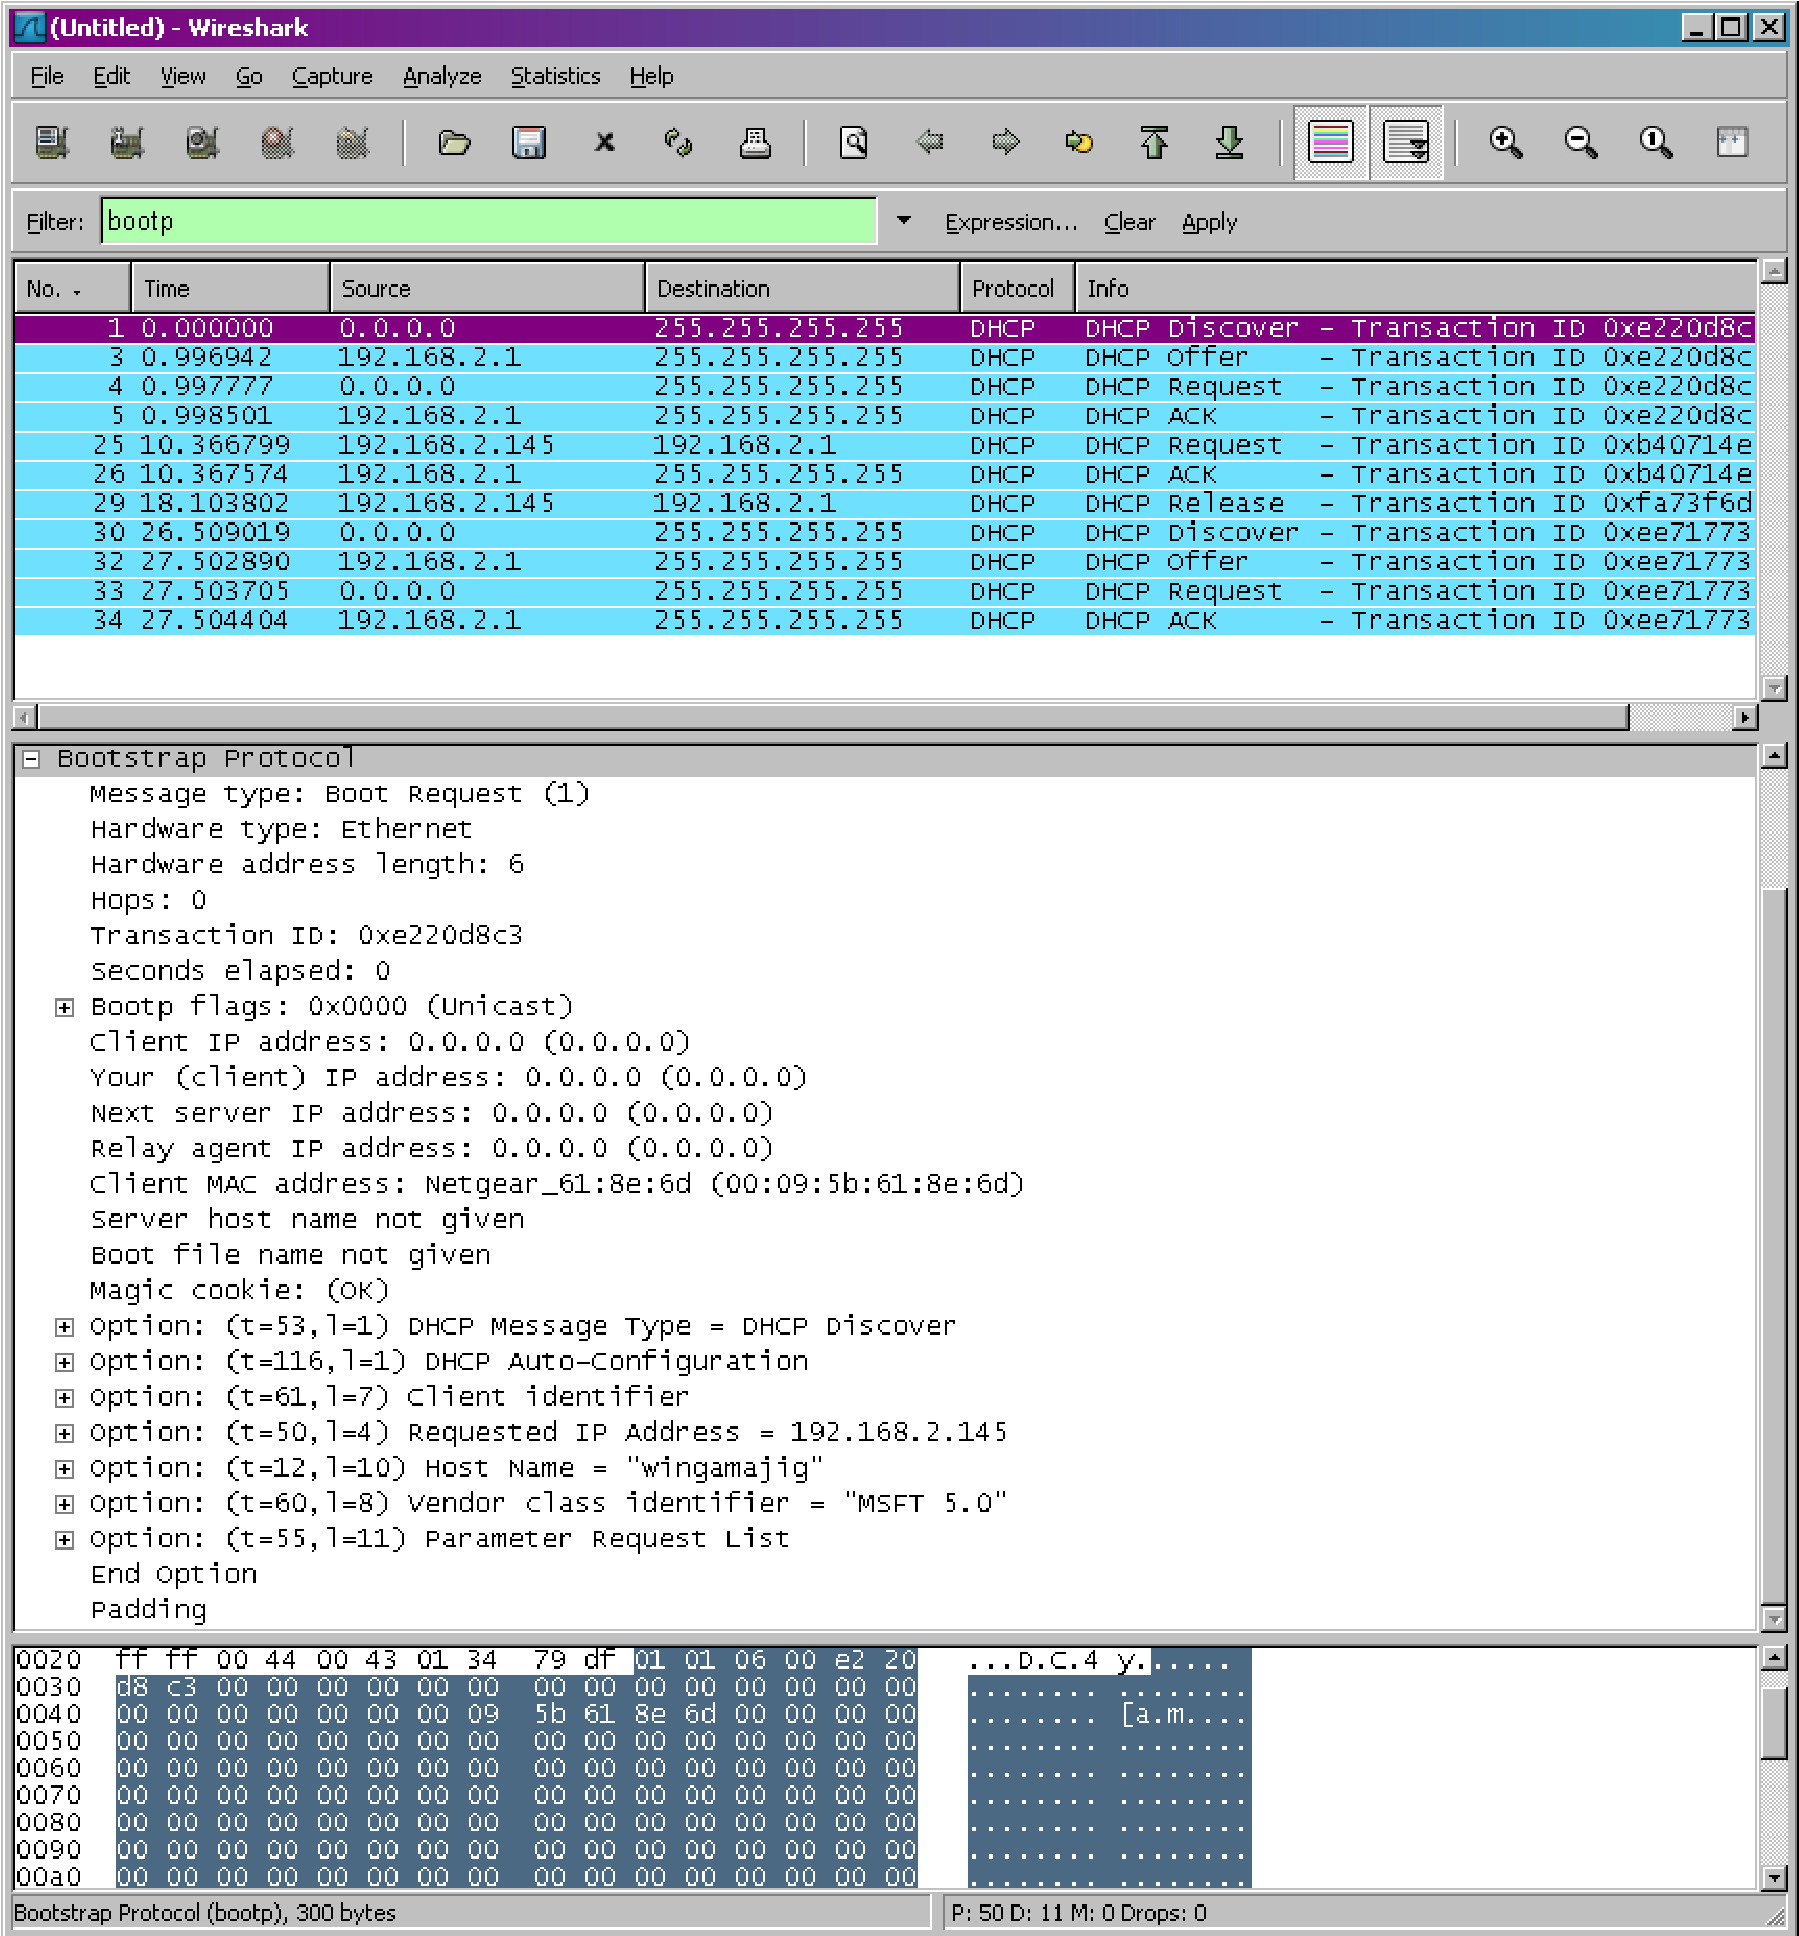 (Untitled) - Wireshark
File Edit View Go Capture Analyze Statistics Help
Filter: bootp Expression... Clear Apply
No. Time Source Destination Protocol Info
1 0.000000 0.0.0.0 255.255.255.255 DHCP DHCP Discover - Transaction ID 0xe220d8c
3 0.996942 192.168.2.1 255.255.255.255 DHCP DHCP Offer - Transaction ID 0xe220d8c
4 0.997777 0.0.0.0 255.255.255.255 DHCP DHCP Request - Transaction ID 0xe220d8c
5 0.998501 192.168.2.1 255.255.255.255 DHCP DHCP ACK - Transaction ID 0xe220d8c
25 10.366799 192.168.2.145 192.168.2.1 DHCP DHCP Request - Transaction ID 0xb40714e
26 10.367574 192.168.2.1 255.255.255.255 DHCP DHCP ACK - Transaction ID 0xb40714e
29 18.103802 192.168.2.145 192.168.2.1 DHCP DHCP Release - Transaction ID 0xfa73f6d
30 26.509019 0.0.0.0 255.255.255.255 DHCP DHCP Discover - Transaction ID 0xee71773
32 27.502890 192.168.2.1 255.255.255.255 DHCP DHCP Offer - Transaction ID 0xee71773
33 27.503705 0.0.0.0 255.255.255.255 DHCP DHCP Request - Transaction ID 0xee71773
34 27.504404 192.168.2.1 255.255.255.255 DHCP DHCP ACK - Transaction ID 0xee71773
Bootstrap Protocol
Message type: Boot Request (1)
Hardware type: Ethernet
Hardware address length: 6
Hops: 0
Transaction ID: 0xe220d8c3
Seconds elapsed: 0
Bootp flags: 0x0000 (Unicast)
Client IP address: 0.0.0.0 (0.0.0.0)
Your (client) IP address: 0.0.0.0 (0.0.0.0)
Next server IP address: 0.0.0.0 (0.0.0.0)
Relay agent IP address: 0.0.0.0 (0.0.0.0)
Client MAC address: Netgear_61:8e:6d (00:09:5b:61:8e:6d)
Server host name not given
Boot file name not given
Magic cookie: (OK)
Option: (t=53,l=1) DHCP Message Type = DHCP Discover
Option: (t=116,l=1) DHCP Auto-Configuration
Option: (t=61,l=7) Client identifier
Option: (t=50,l=4) Requested IP Address = 192.168.2.145
Option: (t=12,l=10) Host Name = "wingamajig"
Option: (t=60,l=8) Vendor class identifier = "MSFT 5.0"
Option: (t=55,l=11) Parameter Request List
End Option
Padding
0020 ff ff 00 44 00 43 01 34 79 df 01 01 06 00 e2 20 ...D.C.4 y......
0030 d8 c3 00 00 00 00 00 00 00 00 00 00 00 00 00 00 ........ ........
0040 00 00 00 00 00 00 00 09 5b 61 8e 6d 00 00 00 00 ........ [a.m....
0050 00 00 00 00 00 00 00 00 00 00 00 00 00 00 00 00 ........ ........
0060 00 00 00 00 00 00 00 00 00 00 00 00 00 00 00 00 ........ ........
0070 00 00 00 00 00 00 00 00 00 00 00 00 00 00 00 00 ........ ........
0080 00 00 00 00 00 00 00 00 00 00 00 00 00 00 00 00 ........ ........
0090 00 00 00 00 00 00 00 00 00 00 00 00 00 00 00 00 ........ ........
00a0 00 00 00 00 00 00 00 00 00 00 00 00 00 00 00 00 ........ ........
Bootstrap Protocol (bootp), 300 bytes P: 50 D: 11 M: 0 Drops: 0